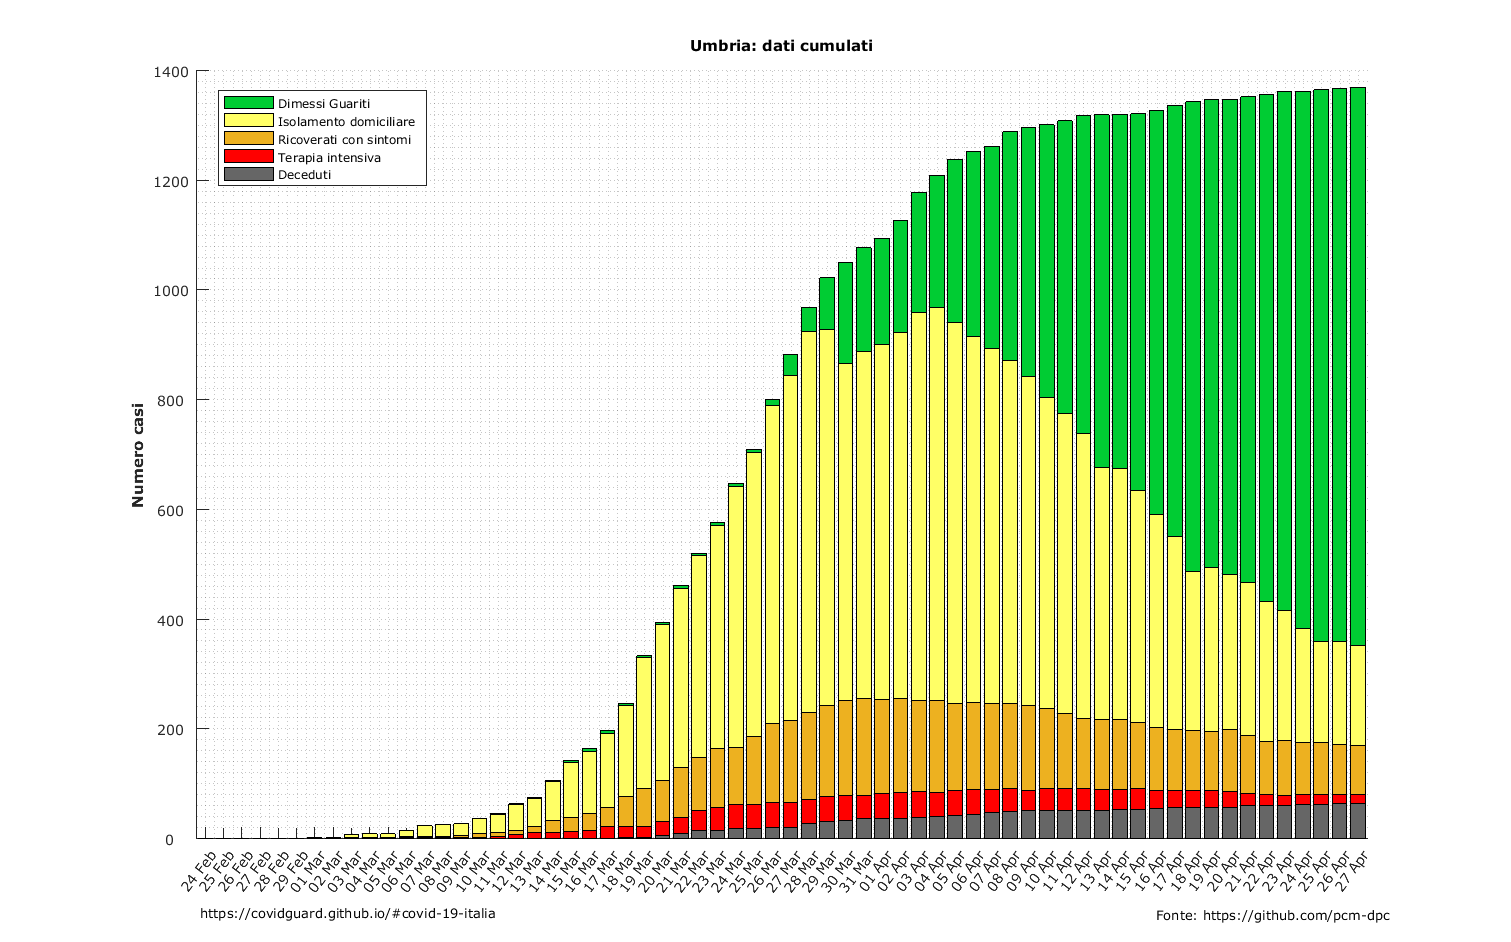 Umbria: dati cumulati
1400
1200
1000
800
600
400
200
0
Numero casi
Dimessi Guariti
Isolamento domiciliare
Ricoverati con sintomi
Terapia intensiva
Deceduti
24 Feb
25 Feb
26 Feb
27 Feb
28 Feb
29 Feb
01 Mar
02 Mar
03 Mar
04 Mar
05 Mar
06 Mar
07 Mar
08 Mar
09 Mar
10 Mar
11 Mar
12 Mar
13 Mar
14 Mar
15 Mar
16 Mar
17 Mar
18 Mar
19 Mar
20 Mar
21 Mar
22 Mar
23 Mar
24 Mar
25 Mar
26 Mar
27 Mar
28 Mar
29 Mar
30 Mar
31 Mar
01 Apr
02 Apr
03 Apr
04 Apr
05 Apr
06 Apr
07 Apr
08 Apr
09 Apr
10 Apr
11 Apr
12 Apr
13 Apr
14 Apr
15 Apr
16 Apr
17 Apr
18 Apr
19 Apr
20 Apr
21 Apr
22 Apr
23 Apr
24 Apr
25 Apr
26 Apr
27 Apr
https://covidguard.github.io/#covid-19-italia
Fonte: https://github.com/pcm-dpc